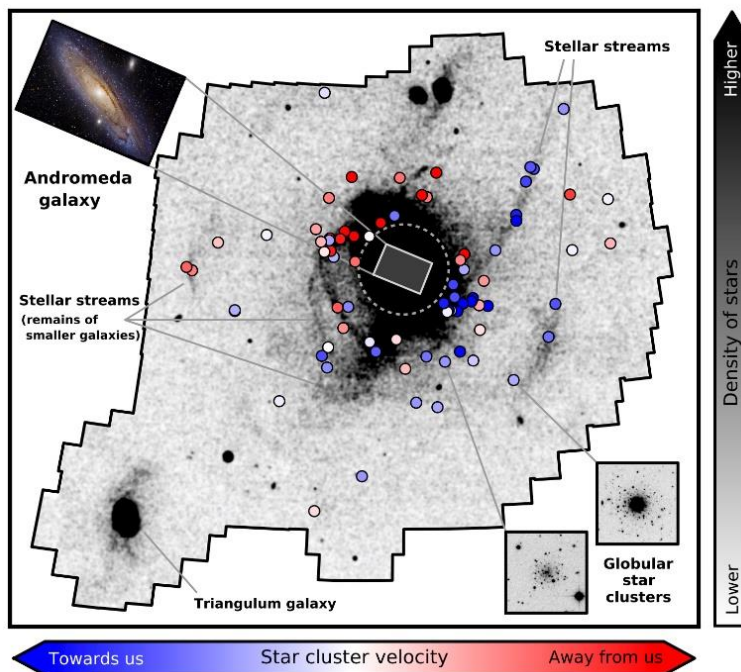 Stellar streams
Andromeda
galaxy
Stellar streams
(remains of
smaller galaxies)
Triangulum galaxy
Globular
star
clusters
Higher
Density of stars
Lower
Towards us
Star cluster velocity
Away from us